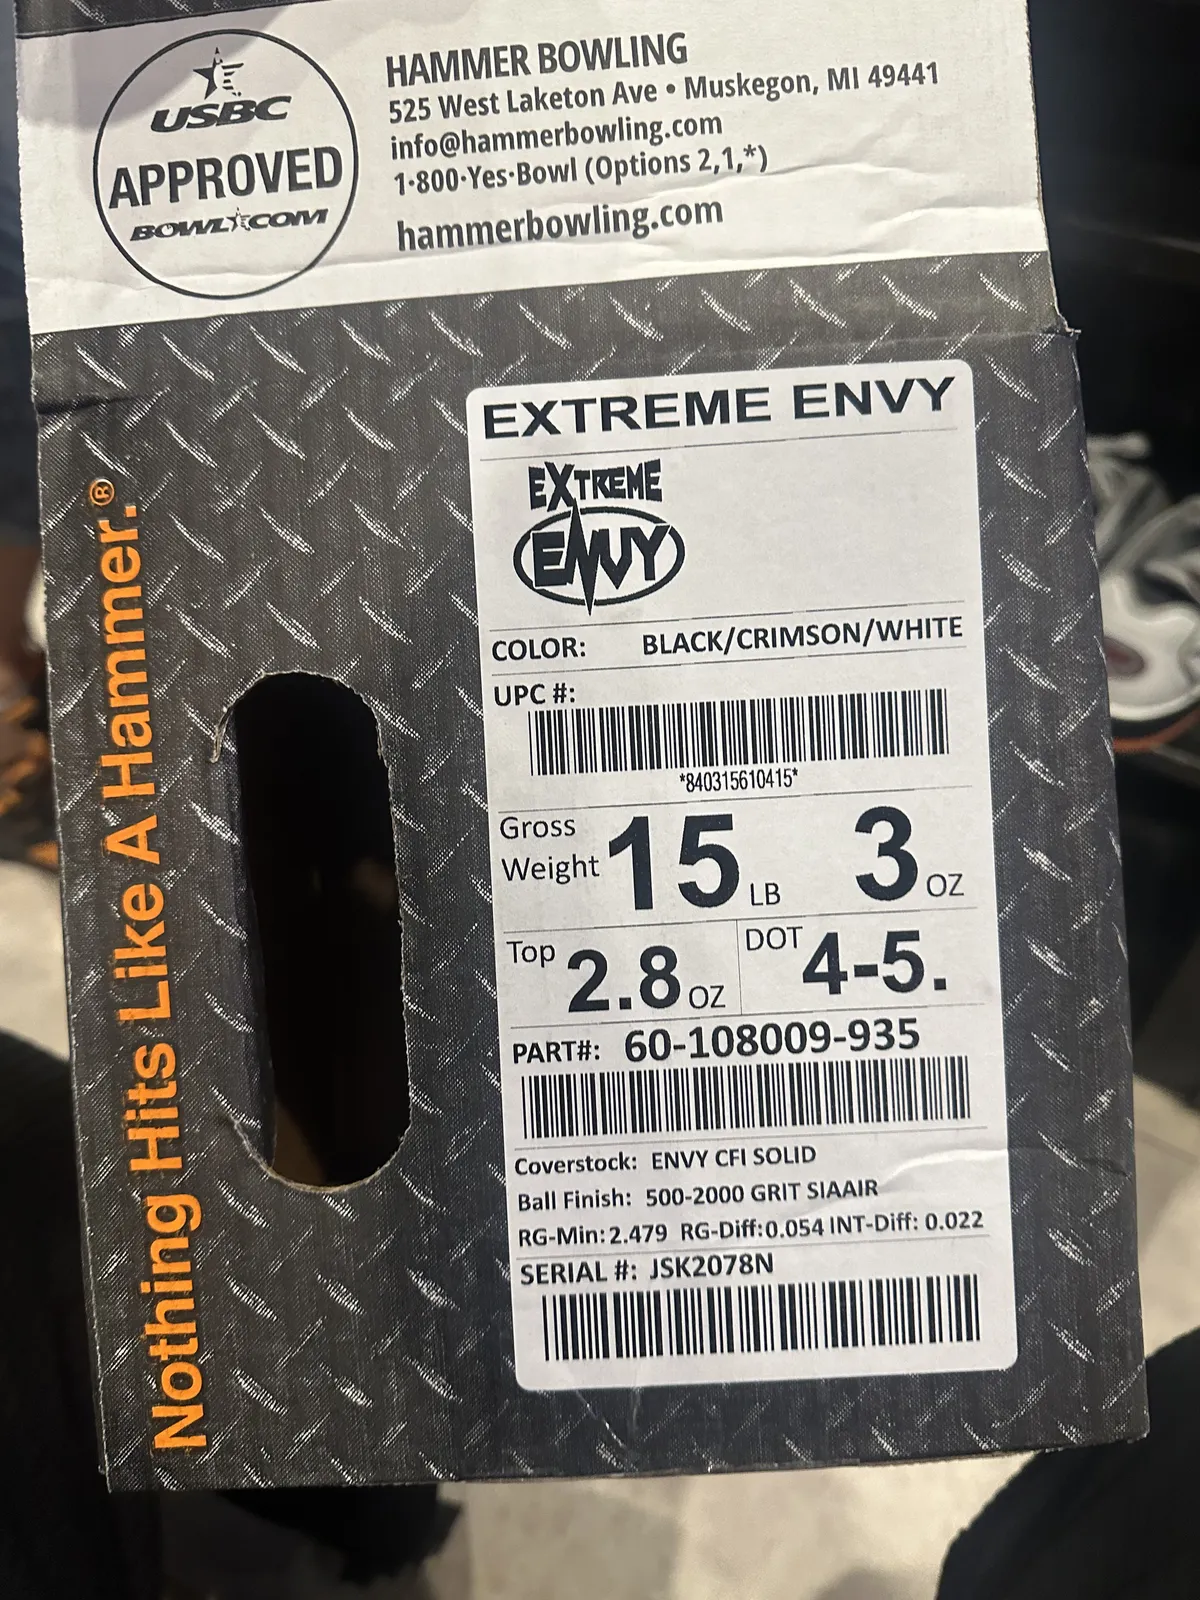 USBC
APPROVED
BOWL.COM
HAMMER BOWLING
525 West Laketon Ave • Muskegon, MI 49441
info@hammerbowling.com
1·800·Yes·Bowl (Options 2,1,*)
hammerbowling.com
Nothing Hits Like A Hammer.®
EXTREME ENVY
EXTREME
ENVY
COLOR: BLACK/CRIMSON/WHITE
UPC #:
*840315610415*
Gross Weight 15 LB 3 OZ
Top 2.8 OZ DOT 4-5.
PART#: 60-108009-935
Coverstock: ENVY CFI SOLID
Ball Finish: 500-2000 GRIT SIAAIR
RG-Min: 2.479 RG-Diff:0.054 INT-Diff: 0.022
SERIAL #: JSK2078N